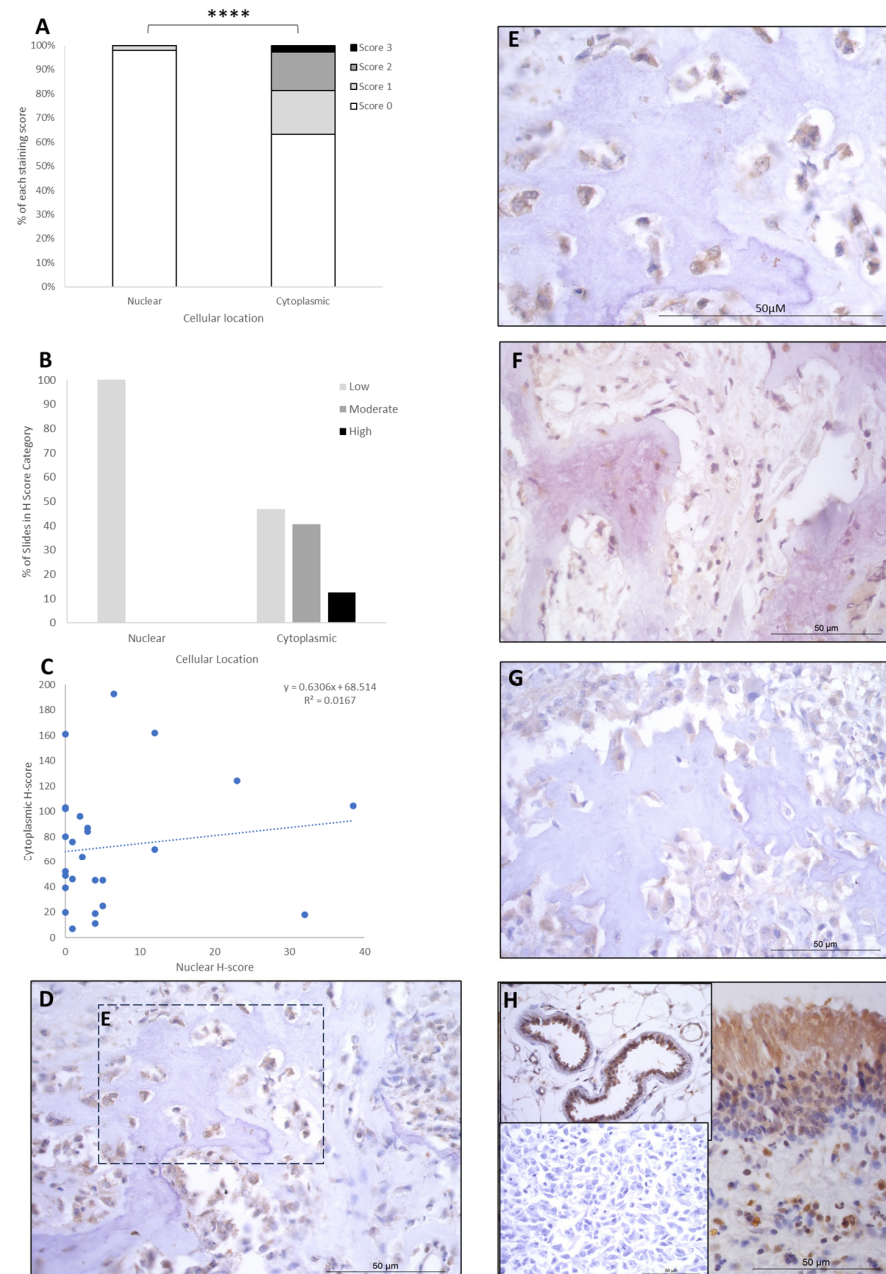 A
****
100%
90%
80%
70%
60%
50%
40%
30%
20%
10%
0%
% of each staining score
Nuclear
Cytoplasmic
Cellular location
Score 3
Score 2
Score 1
Score 0
B
100
90
80
70
60
50
40
30
20
10
0
% of Slides in H Score Category
Nuclear
Cytoplasmic
Cellular Location
Low
Moderate
High
C
200
180
160
140
120
100
80
60
40
20
0
Cytoplasmic H-score
y = 0.6306x + 68.514
R² = 0.0167
0
10
20
30
40
Nuclear H-score
D
E
50 µm
E
50µM
F
50 µm
G
50 µm
H
50 µm
50 µm